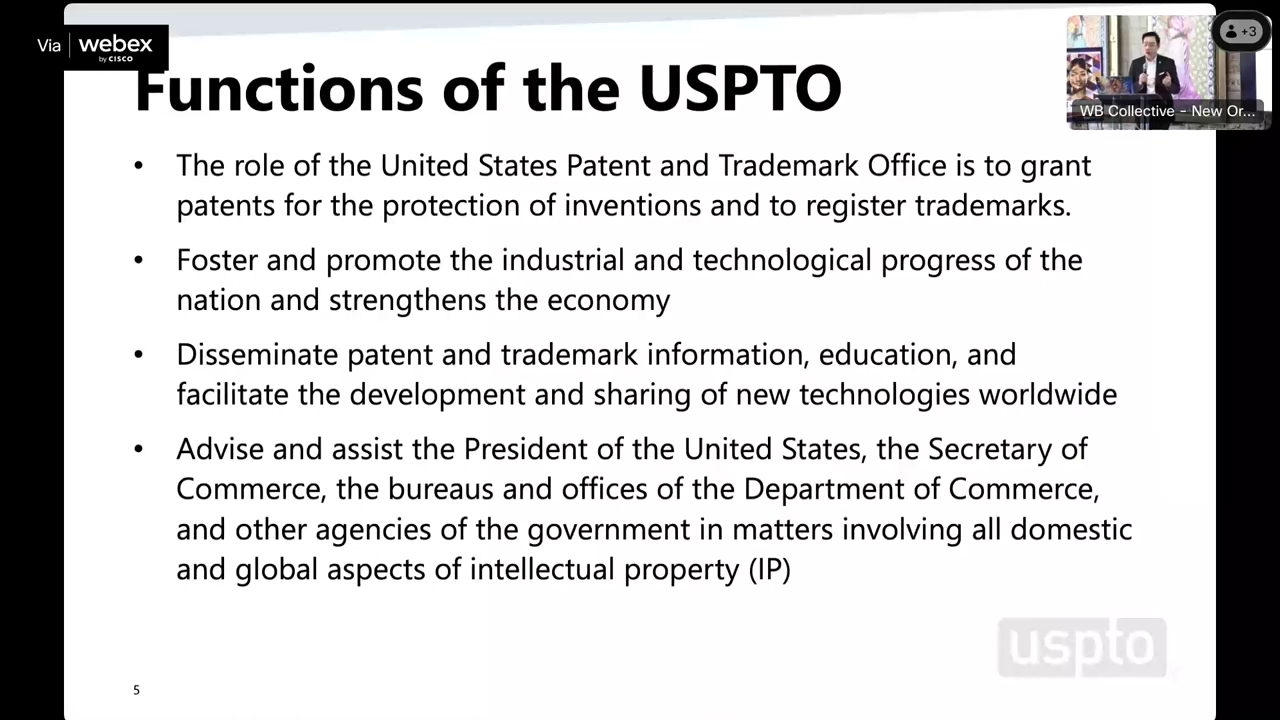 Via webex
by CISCO
+3
WB Collective - New Or...
Functions of the USPTO
• The role of the United States Patent and Trademark Office is to grant
patents for the protection of inventions and to register trademarks.
• Foster and promote the industrial and technological progress of the
nation and strengthens the economy
• Disseminate patent and trademark information, education, and
facilitate the development and sharing of new technologies worldwide
• Advise and assist the President of the United States, the Secretary of
Commerce, the bureaus and offices of the Department of Commerce,
and other agencies of the government in matters involving all domestic
and global aspects of intellectual property (IP)
uspto
5